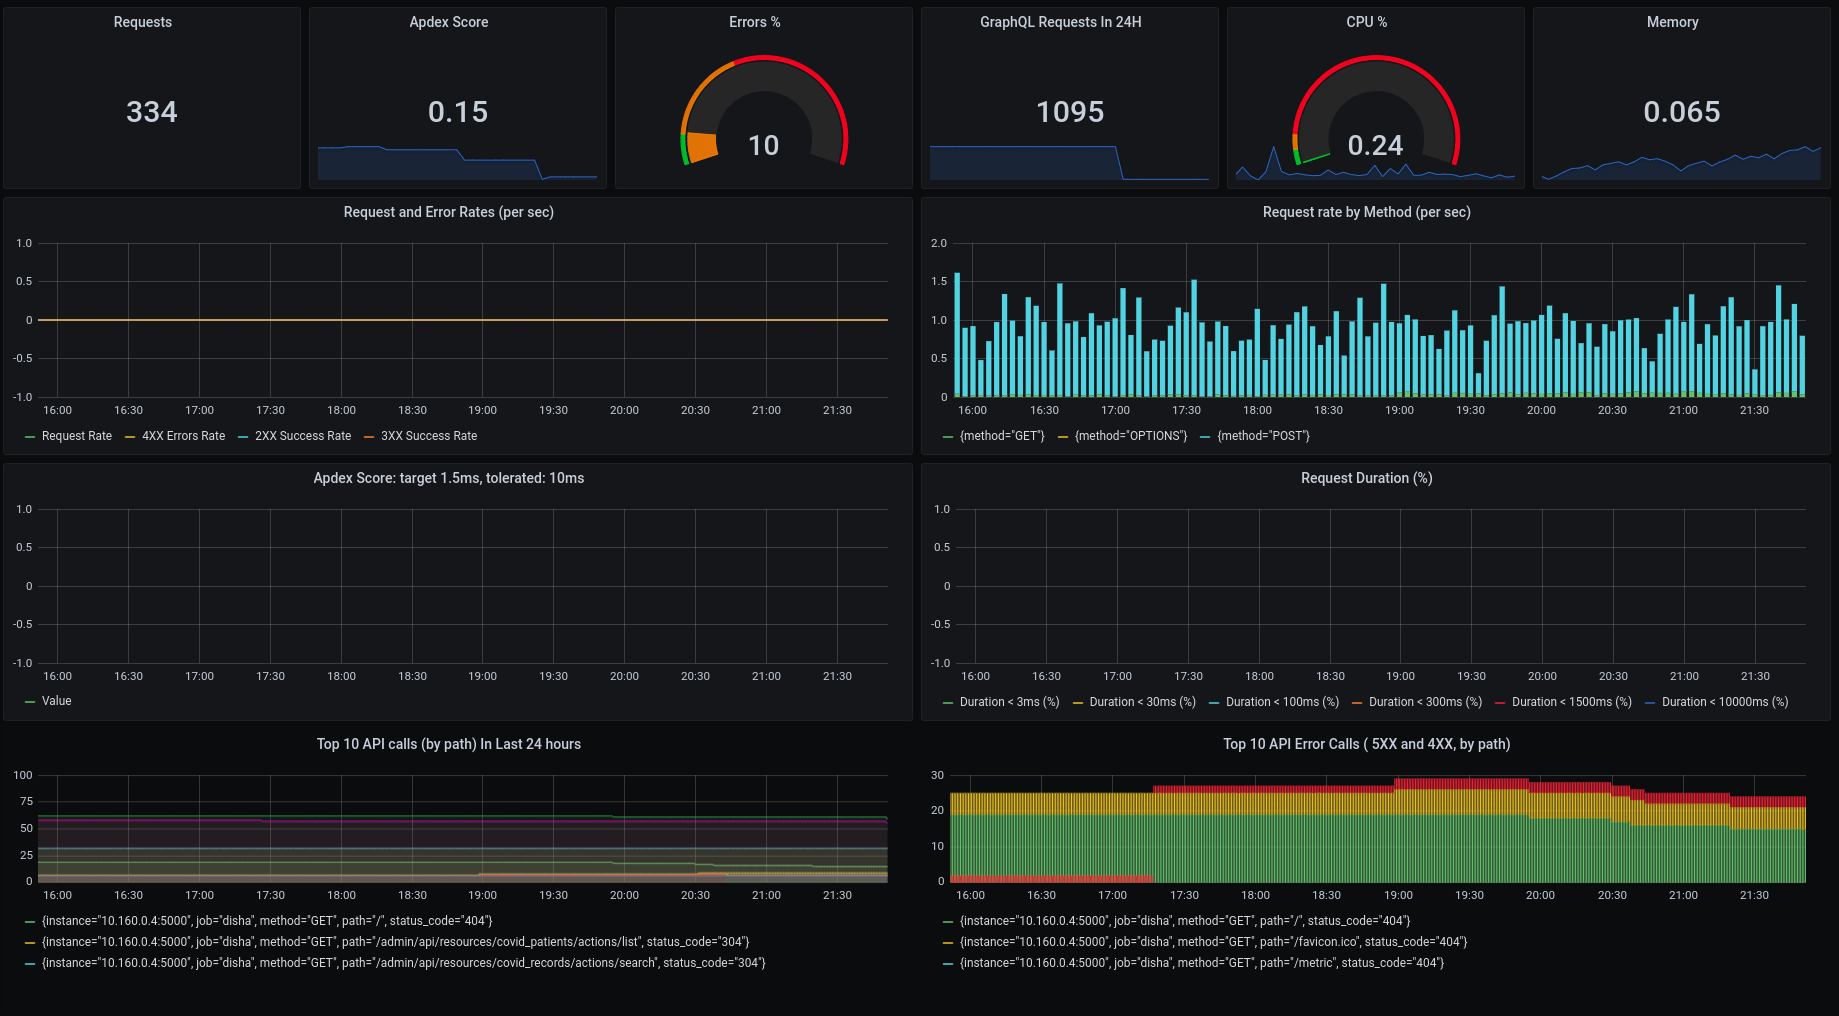 Requests
Apdex Score
Errors %
GraphQL Requests In 24H
CPU %
Memory
334
0.15
10
1095
0.24
0.065
Request and Error Rates (per sec)
1.0
0.5
0
-0.5
-1.0
16:00 16:30 17:00 17:30 18:00 18:30 19:00 19:30 20:00 20:30 21:00 21:30
Request Rate 4XX Errors Rate 2XX Success Rate 3XX Success Rate
Request rate by Method (per sec)
2.0
1.5
1.0
0.5
0
16:00 16:30 17:00 17:30 18:00 18:30 19:00 19:30 20:00 20:30 21:00 21:30
{method="GET"} {method="OPTIONS"} {method="POST"}
Apdex Score: target 1.5ms, tolerated: 10ms
1.0
0.5
0
-0.5
-1.0
16:00 16:30 17:00 17:30 18:00 18:30 19:00 19:30 20:00 20:30 21:00 21:30
Value
Request Duration (%)
1.0
0.5
0
-0.5
-1.0
16:00 16:30 17:00 17:30 18:00 18:30 19:00 19:30 20:00 20:30 21:00 21:30
Duration < 3ms (%) Duration < 30ms (%) Duration < 100ms (%) Duration < 300ms (%) Duration < 1500ms (%) Duration < 10000ms (%)
Top 10 API calls (by path) In Last 24 hours
100
75
50
25
0
16:00 16:30 17:00 17:30 18:00 18:30 19:00 19:30 20:00 20:30 21:00 21:30
{instance="10.160.0.4:5000", job="disha", method="GET", path="/", status_code="404"}
{instance="10.160.0.4:5000", job="disha", method="GET", path="/admin/api/resources/covid_patients/actions/list", status_code="304"}
{instance="10.160.0.4:5000", job="disha", method="GET", path="/admin/api/resources/covid_records/actions/search", status_code="304"}
Top 10 API Error Calls ( 5XX and 4XX, by path)
30
20
10
0
16:00 16:30 17:00 17:30 18:00 18:30 19:00 19:30 20:00 20:30 21:00 21:30
{instance="10.160.0.4:5000", job="disha", method="GET", path="/", status_code="404"}
{instance="10.160.0.4:5000", job="disha", method="GET", path="/favicon.ico", status_code="404"}
{instance="10.160.0.4:5000", job="disha", method="GET", path="/metric", status_code="404"}